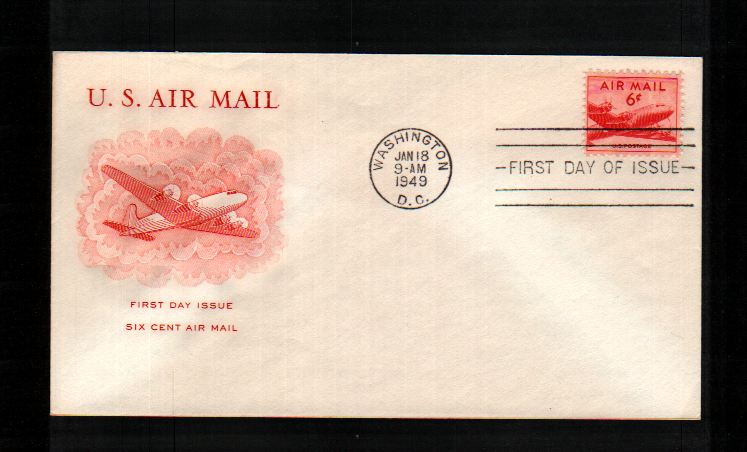 U. S. AIR MAIL
FIRST DAY ISSUE
SIX CENT AIR MAIL
WASHINGTON
JAN 18
9-AM
1949
D. C.
AIR MAIL
6¢
U.S. POSTAGE
FIRST DAY OF ISSUE